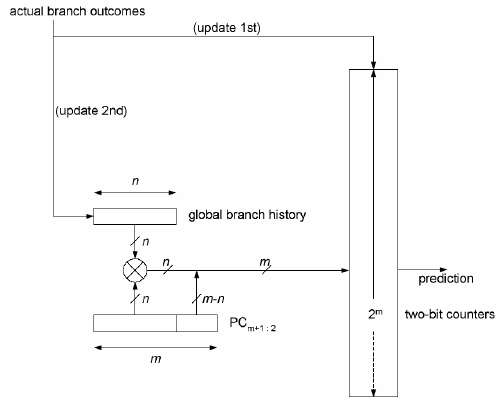 actual branch outcomes
(update 1st)
(update 2nd)
n
global branch history
n
n
m
n
m-n
PCm+1 : 2
m
prediction
2m
two-bit counters